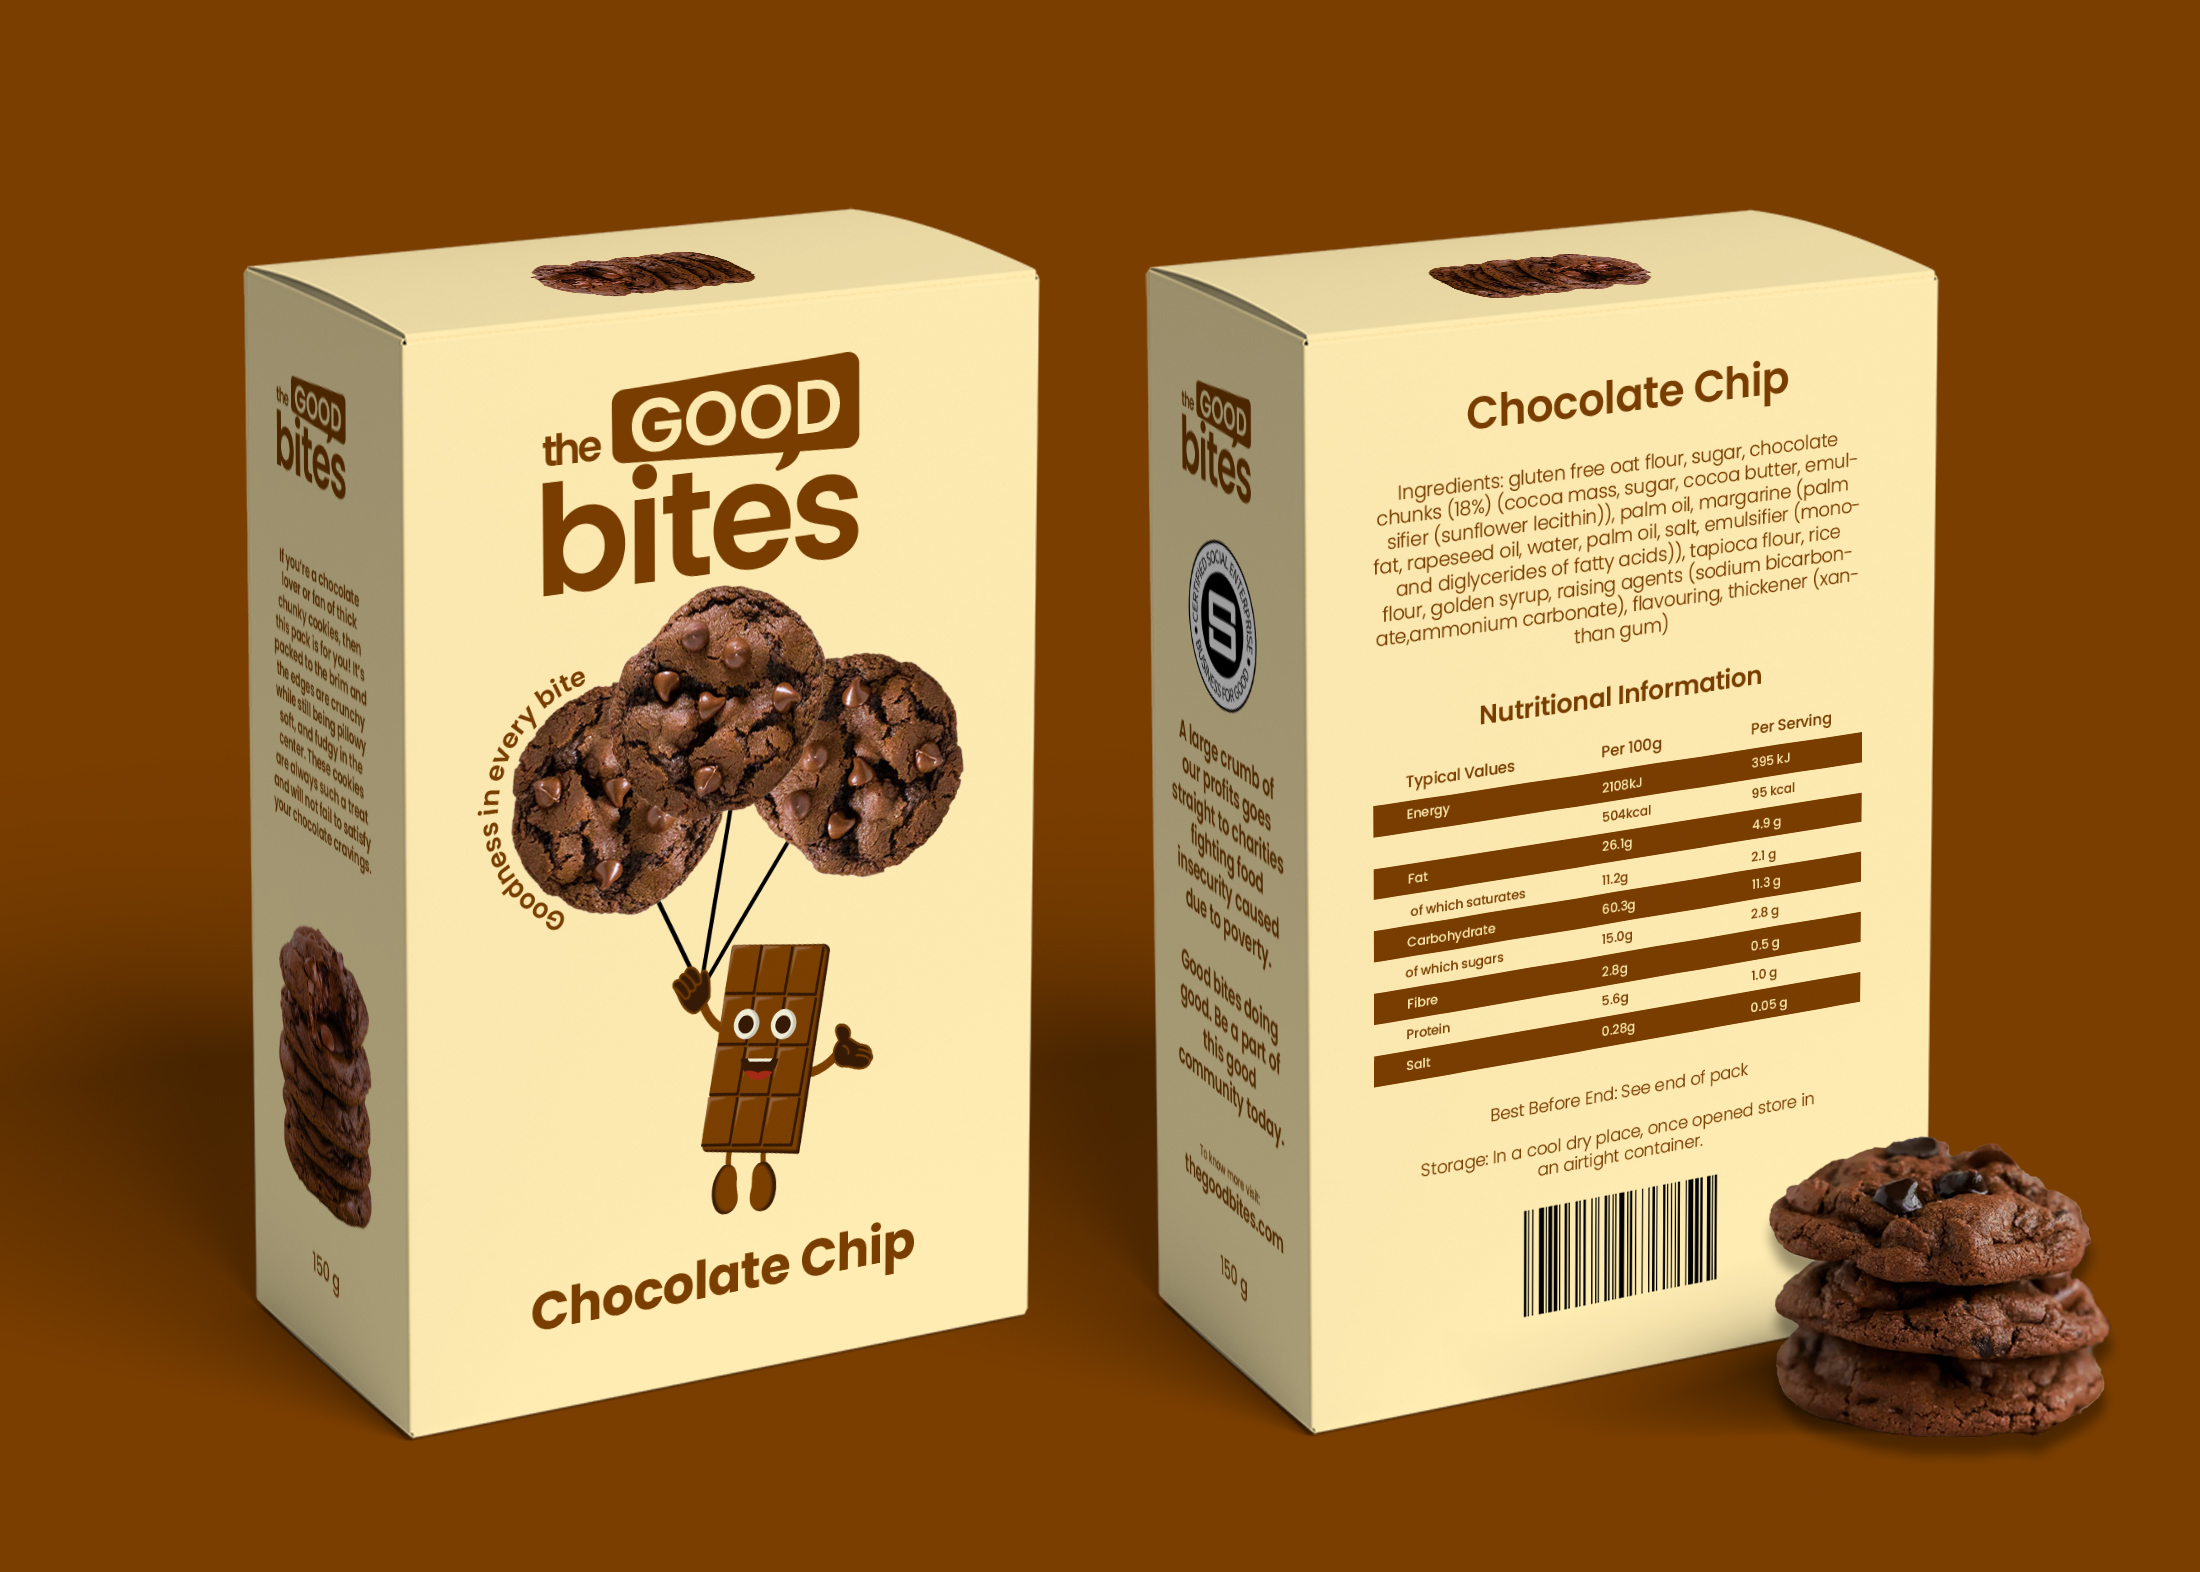 the GOOD
bites
If you're a chocolate
lover or fan of thick
chunky cookies, then
this pack is for you! It's
packed to the brim and
the edges are crunchy
while still being pillowy
soft, and fudgy in the
center. These cookies
are always such a treat
and will not fail to satisfy
your chocolate cravings.
150 g
the GOOD
bites
Goodness in every bite
Chocolate Chip
the GOOD
bites
CERTIFIED SOCIAL ENTERPRISE
BUSINESS FOR GOOD
S
A large crumb of
our profits goes
straight to charities
fighting food
insecurity caused
due to poverty.
Good bites doing
good. Be a part of
this good
community today.
To know more visit:
thegoodbites.com
150 g
Chocolate Chip
Ingredients: gluten free oat flour, sugar, chocolate
chunks (18%) (cocoa mass, sugar, cocoa butter, emul-
sifier (sunflower lecithin)), palm oil, margarine (palm
fat, rapeseed oil, water, palm oil, salt, emulsifier (mono-
and diglycerides of fatty acids)), tapioca flour, rice
flour, golden syrup, raising agents (sodium bicarbon-
ate,ammonium carbonate), flavouring, thickener (xan-
than gum)
Nutritional Information
Typical Values Per 100g Per Serving
Energy 2108kJ 395 kJ
504kcal 95 kcal
Fat 26.1g 4.9 g
of which saturates 11.2g 2.1 g
Carbohydrate 60.3g 11.3 g
of which sugars 15.0g 2.8 g
Fibre 2.8g 0.5 g
Protein 5.6g 1.0 g
Salt 0.28g 0.05 g
Best Before End: See end of pack
Storage: In a cool dry place, once opened store in
an airtight container.